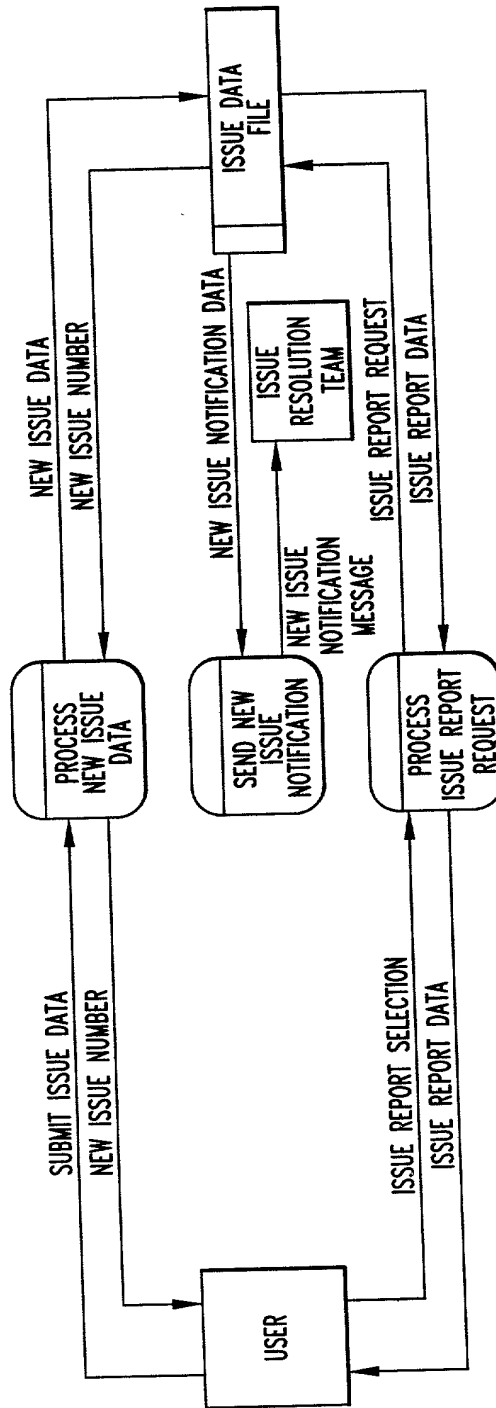 SUBMIT ISSUE DATA
NEW ISSUE NUMBER
USER
ISSUE REPORT SELECTION
ISSUE REPORT DATA
PROCESS
NEW ISSUE
DATA
SEND NEW
ISSUE
NOTIFICATION
PROCESS
ISSUE REPORT
REQUEST
NEW ISSUE DATA
NEW ISSUE NUMBER
NEW ISSUE NOTIFICATION DATA
NEW ISSUE
NOTIFICATION
MESSAGE
ISSUE
RESOLUTION
TEAM
ISSUE REPORT REQUEST
ISSUE REPORT DATA
ISSUE DATA
FILE